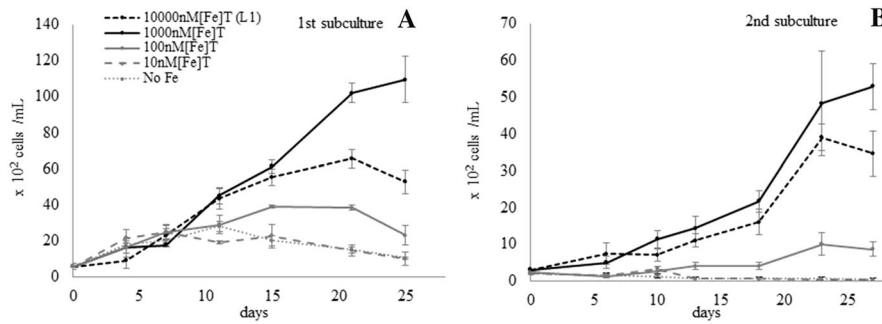 A
1st subculture
10000nM[Fe]T (L1)
1000nM[Fe]T
100nM[Fe]T
10nM[Fe]T
No Fe
x 10² cells /mL
140
120
100
80
60
40
20
0
0 5 10 15 20 25
days
B
2nd subculture
x 10² cells /mL
70
60
50
40
30
20
10
0
0 5 10 15 20 25
days